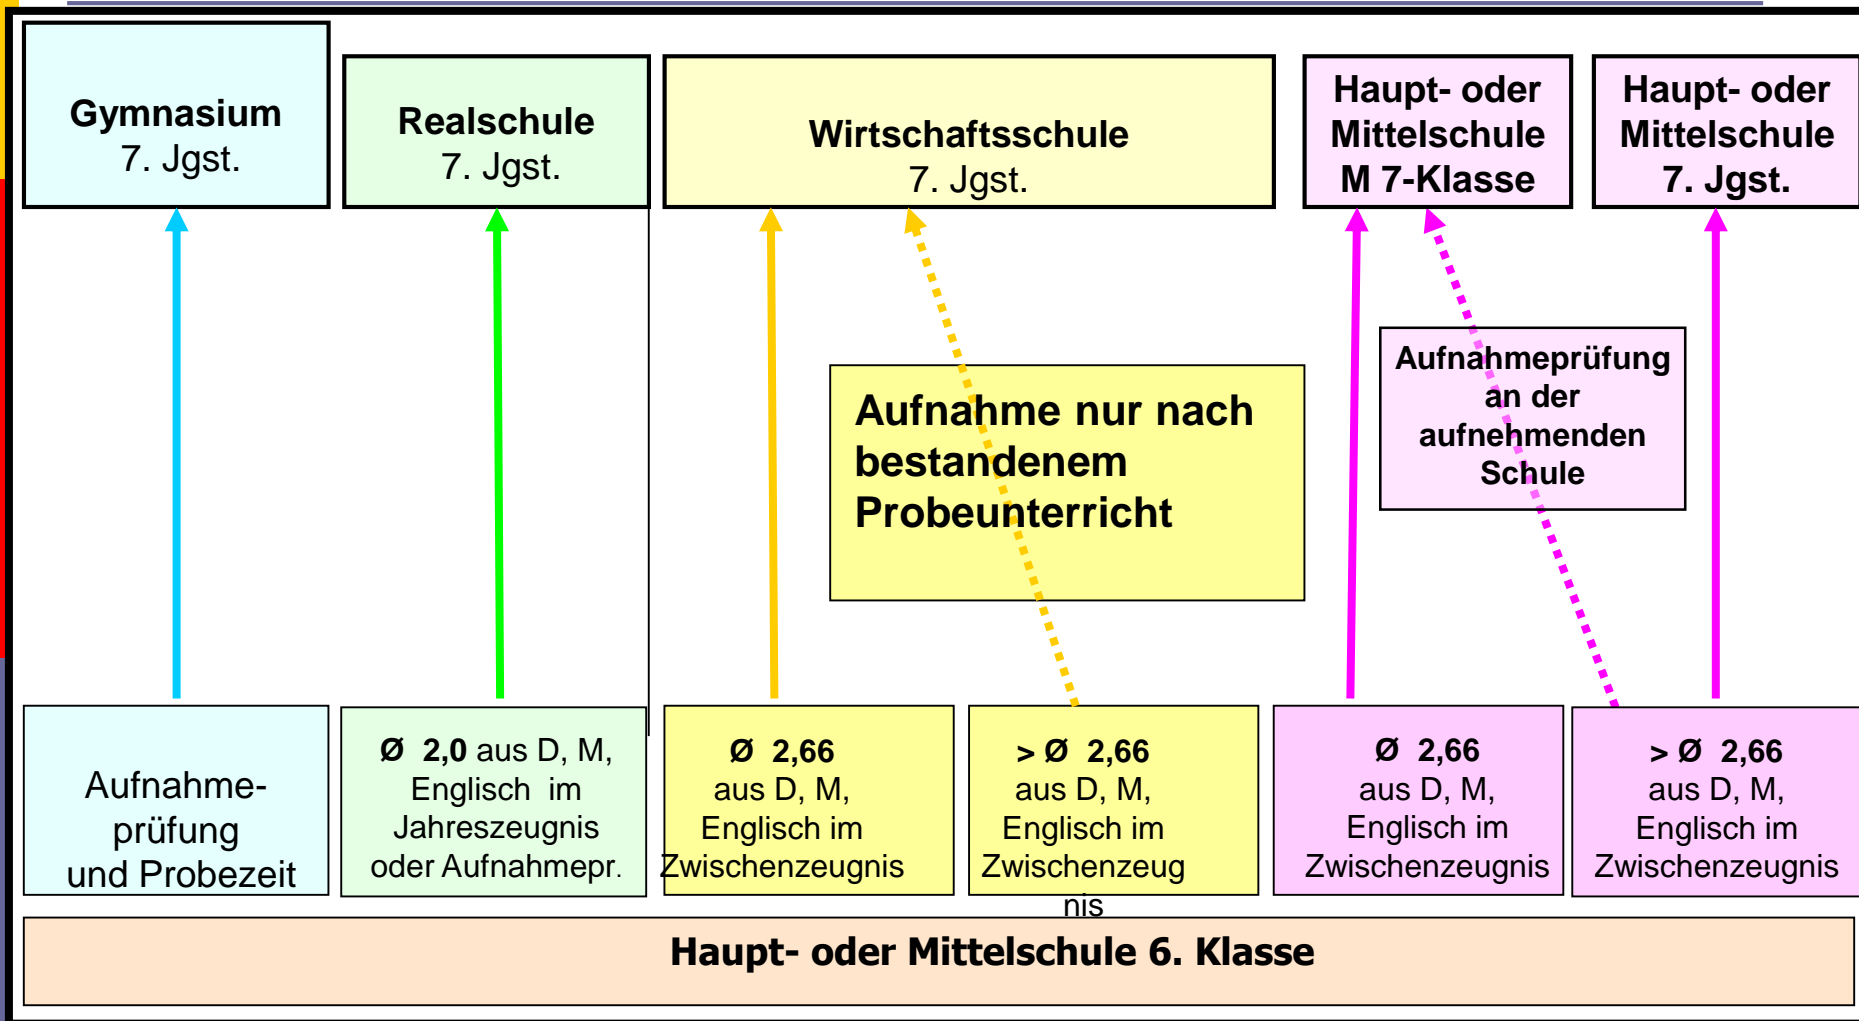 Gymnasium
7. Jgst.
Realschule
7. Jgst.
Wirtschaftsschule
7. Jgst.
Haupt- oder
Mittelschule
M 7-Klasse
Haupt- oder
Mittelschule
7. Jgst.
Aufnahme nur nach
bestandenem
Probeunterricht
Aufnahmeprüfung
an der
aufnehmenden
Schule
Aufnahme-
prüfung
und Probezeit
Ø 2,0 aus D, M,
Englisch im
Jahreszeugnis
oder Aufnahmepr.
Ø 2,66
aus D, M,
Englisch im
Zwischenzeugnis
> Ø 2,66
aus D, M,
Englisch im
Zwischenzeug
nis
Ø 2,66
aus D, M,
Englisch im
Zwischenzeugnis
> Ø 2,66
aus D, M,
Englisch im
Zwischenzeugnis
Haupt- oder Mittelschule 6. Klasse